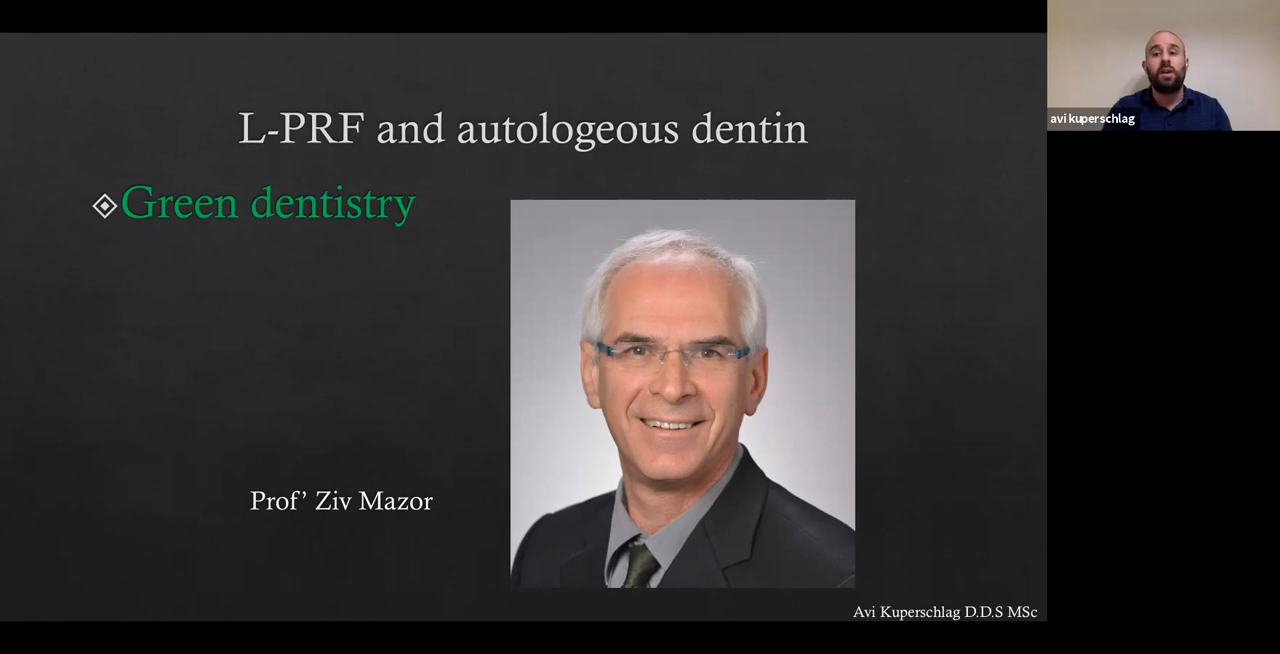 L-PRF and autologeous dentin
Green dentistry
Prof’ Ziv Mazor
Avi Kuperschlag D.D.S MSc
avi kuperschlag